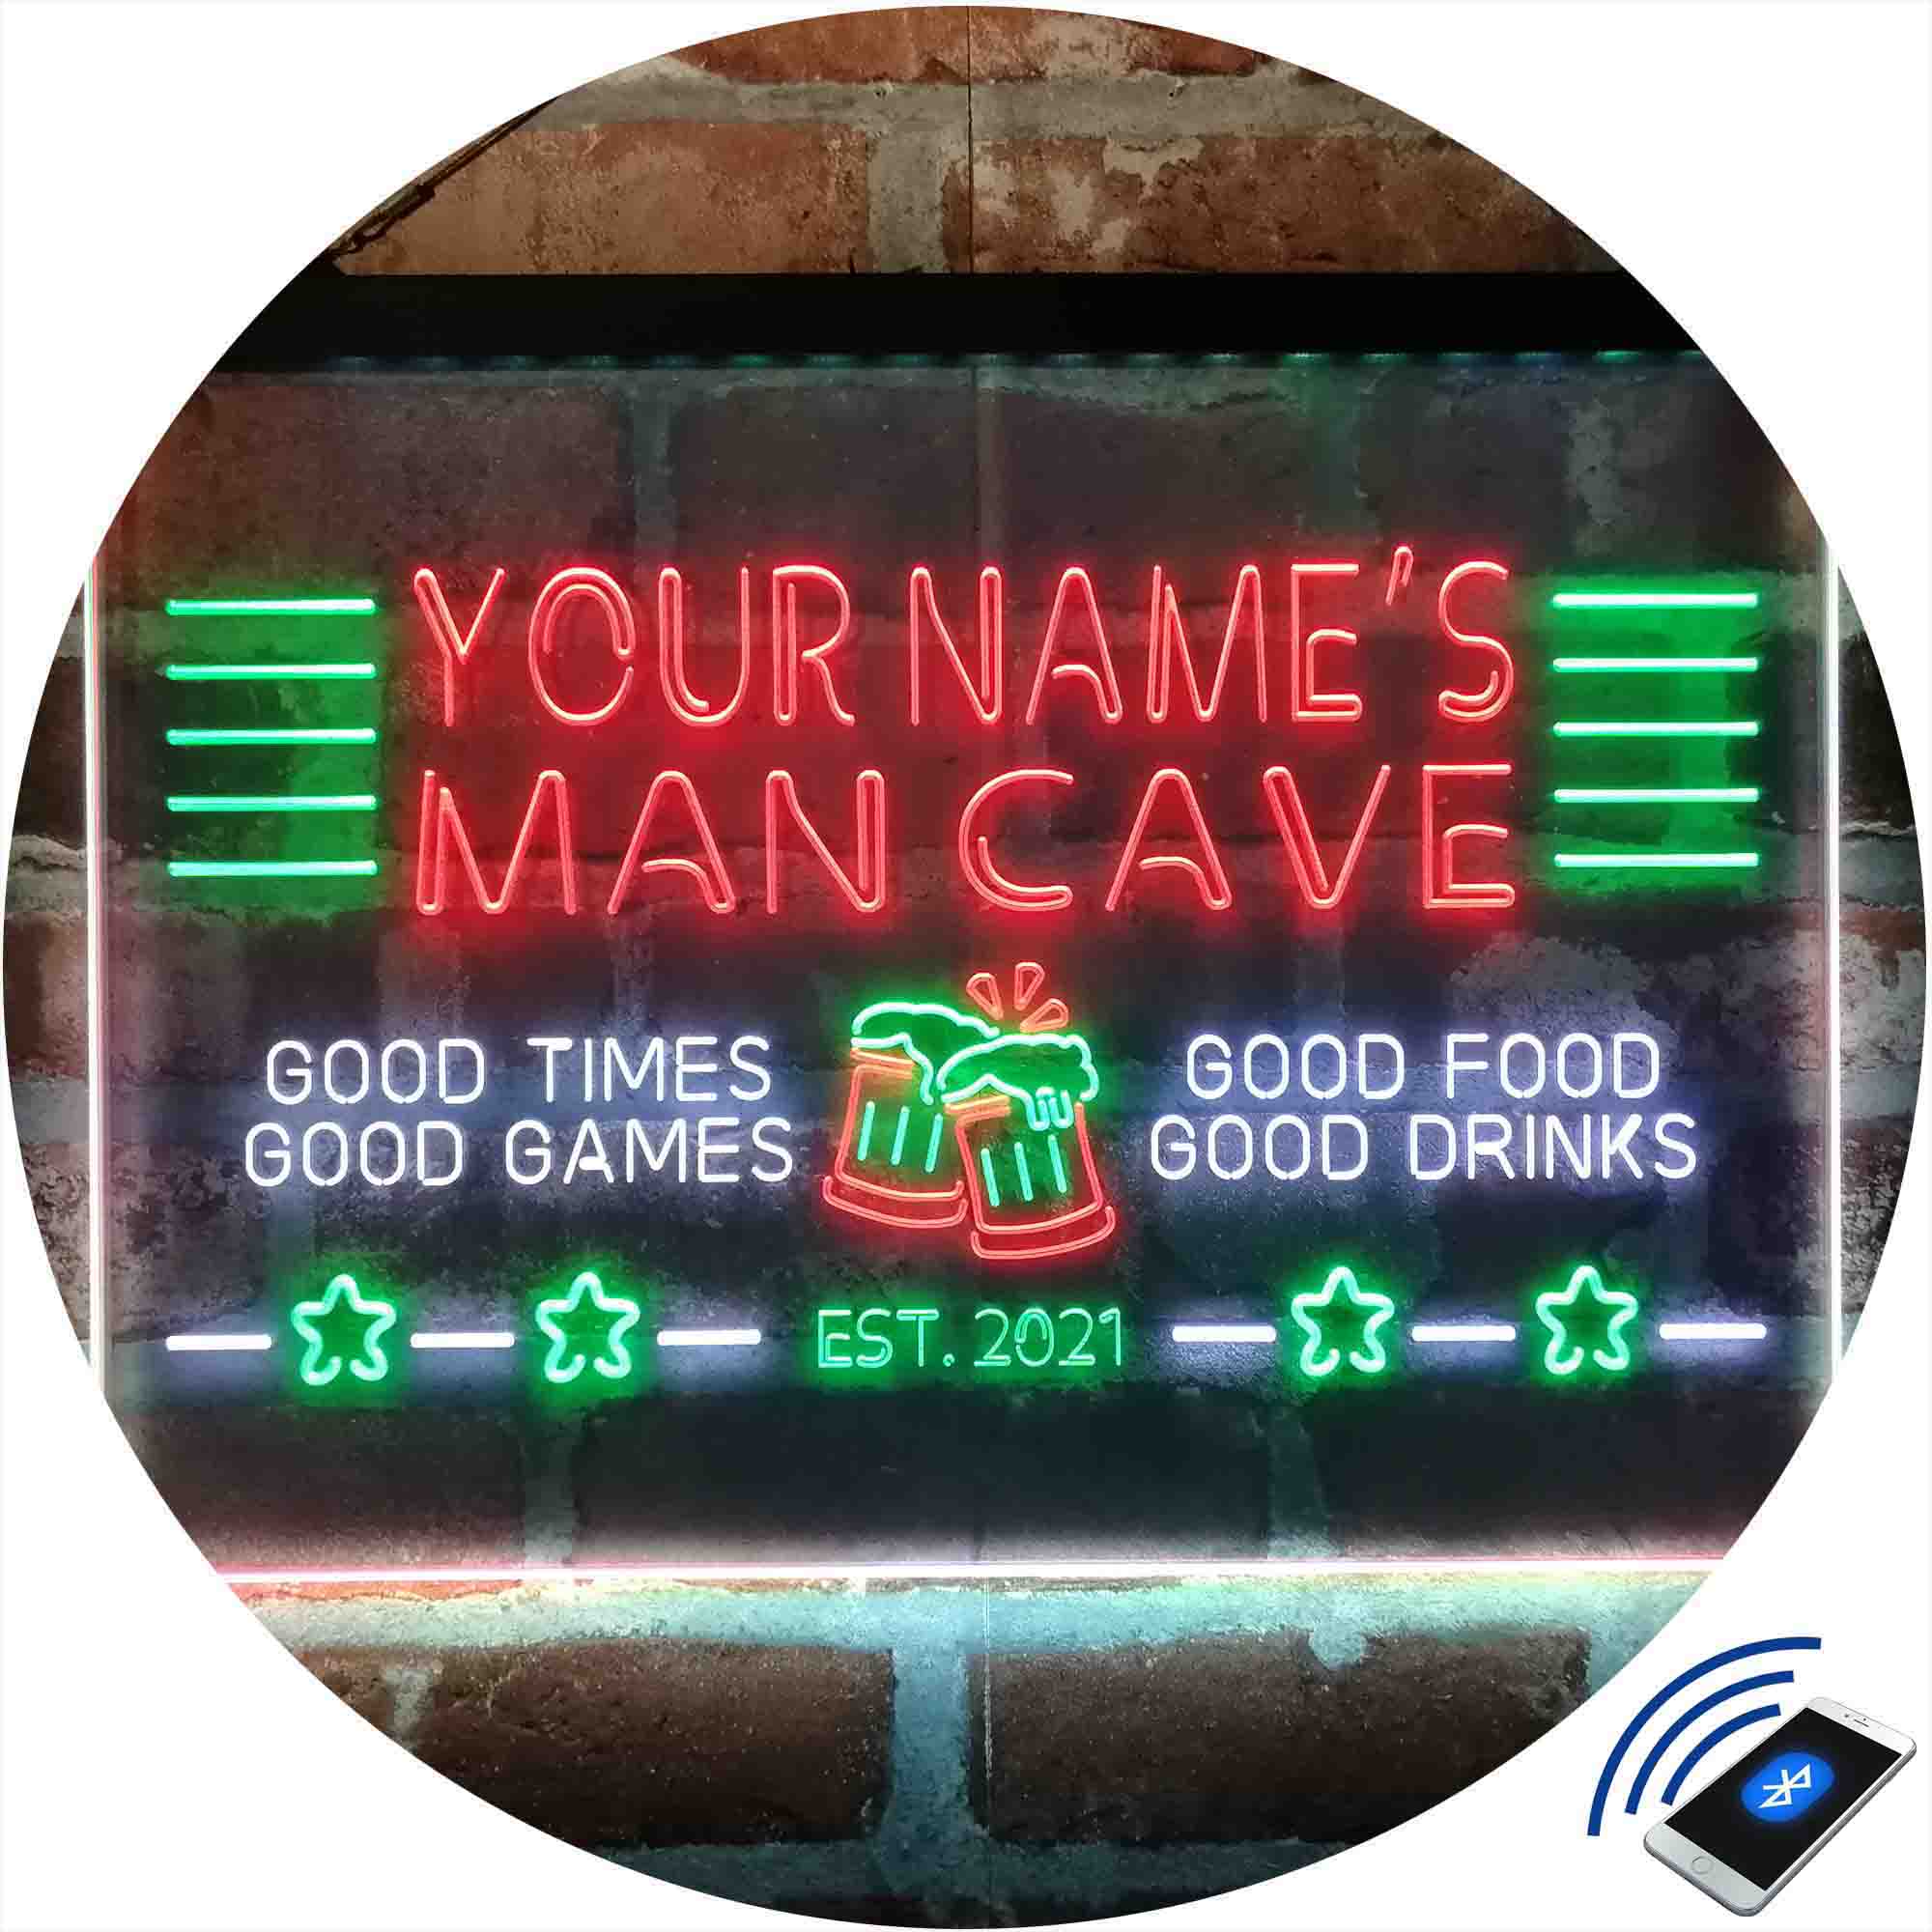 YOUR NAME'S
MAN CAVE
GOOD TIMES
GOOD GAMES
GOOD FOOD
GOOD DRINKS
EST. 2021